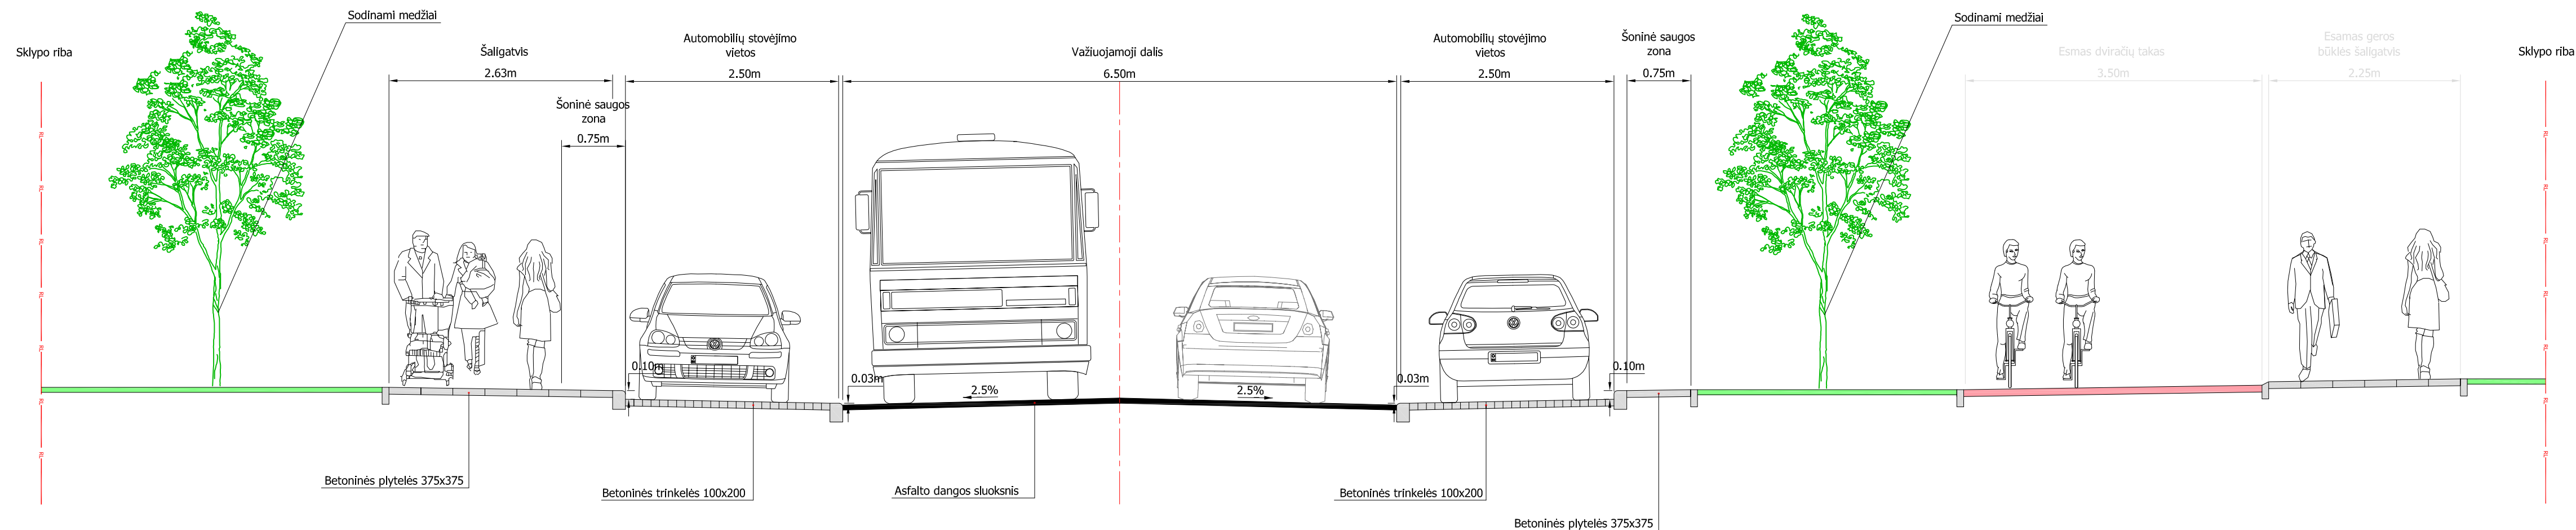 Sodinami medžiai
Sodinami medžiai
Sklypo riba
Šaligatvis
Automobilių stovėjimo
vietos
Važiuojamoji dalis
Automobilių stovėjimo
vietos
Šoninė saugos
zona
Esmas dviračių takas
Esamas geros
būklės šaligatvis
Sklypo riba
2.63m
2.50m
6.50m
2.50m
0.75m
3.50m
2.25m
Šoninė saugos
zona
0.75m
0.10m
0.03m
2.5%
2.5%
0.03m
0.10m
Betoninės plytelės 375x375
Betoninės trinkelės 100x200
Asfalto dangos sluoksnis
Betoninės trinkelės 100x200
Betoninės plytelės 375x375